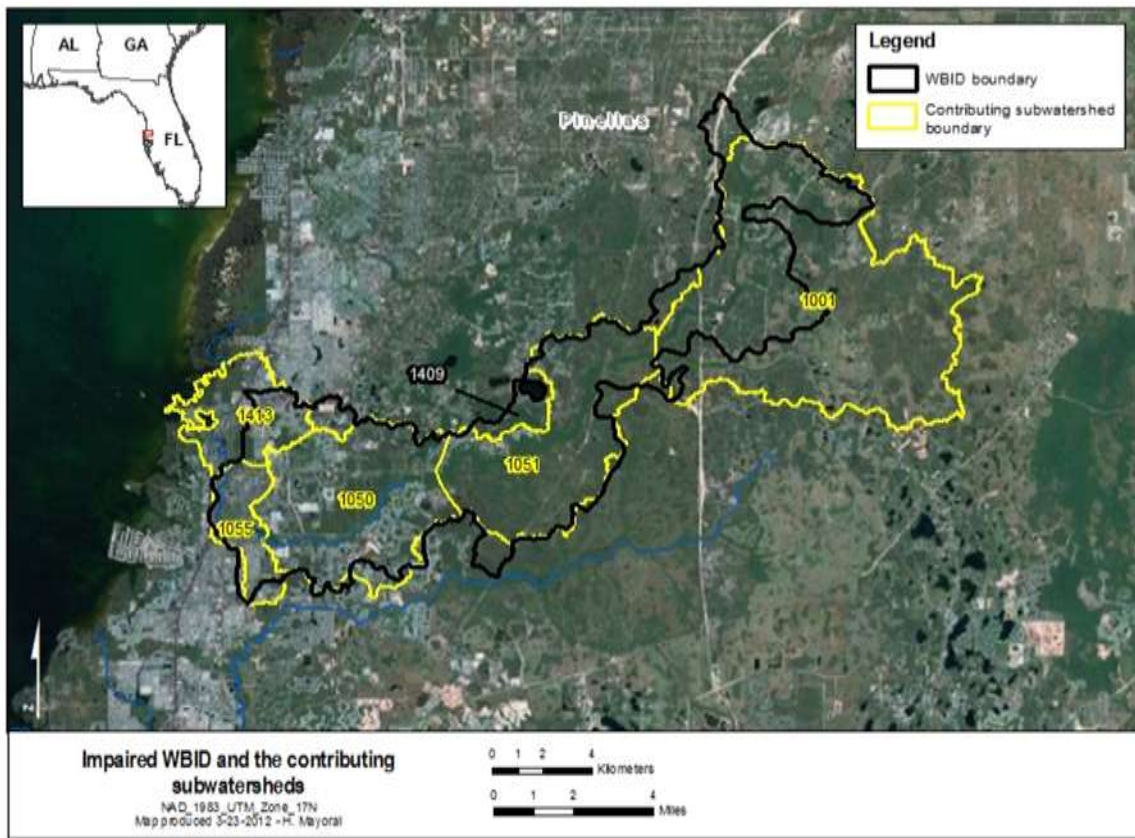 AL
GA
FL
Pinellas
Legend
WBID boundary
Contributing subwatershed
boundary
1001
1409
1413
1051
1050
1055
N
Impaired WBID and the contributing
subwatersheds
NAD_1983_UTM_Zone_17N
Map produced 3-23-2012 - H. Mayoral
0 1 2 4
Kilometers
0 1 2 4
Miles